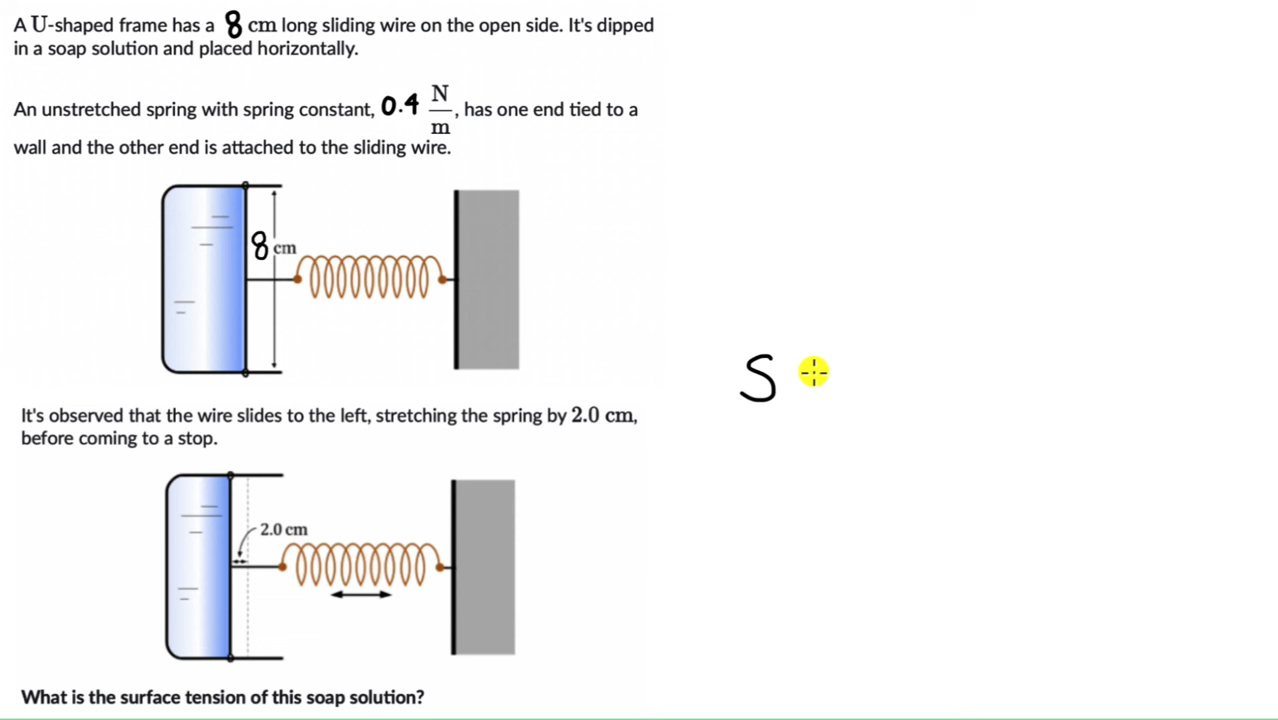 A U-shaped frame has a 8 cm long sliding wire on the open side. It's dipped
in a soap solution and placed horizontally.
An unstretched spring with spring constant, 0.4 N/m, has one end tied to a
wall and the other end is attached to the sliding wire.
8 cm
S
It's observed that the wire slides to the left, stretching the spring by 2.0 cm,
before coming to a stop.
2.0 cm
What is the surface tension of this soap solution?